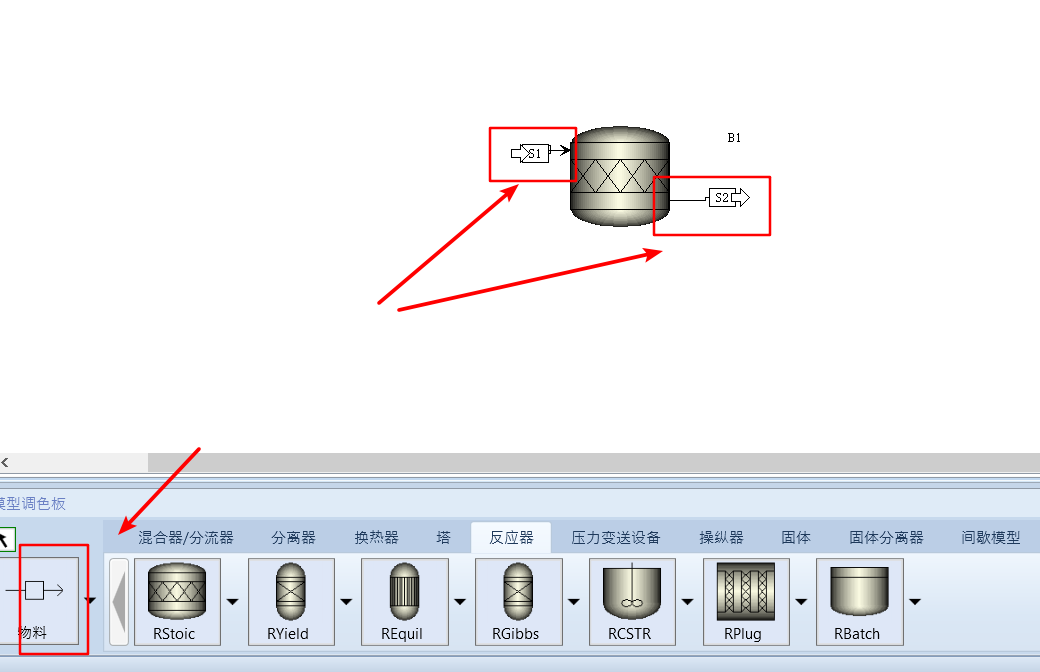 B1
S1
S2
模型调色板
混合器/分流器 分离器 换热器 塔 反应器 压力变送设备 操纵器 固体 固体分离器 间歇模型
物料 RStoic RYield REquil RGibbs RCSTR RPlug RBatch